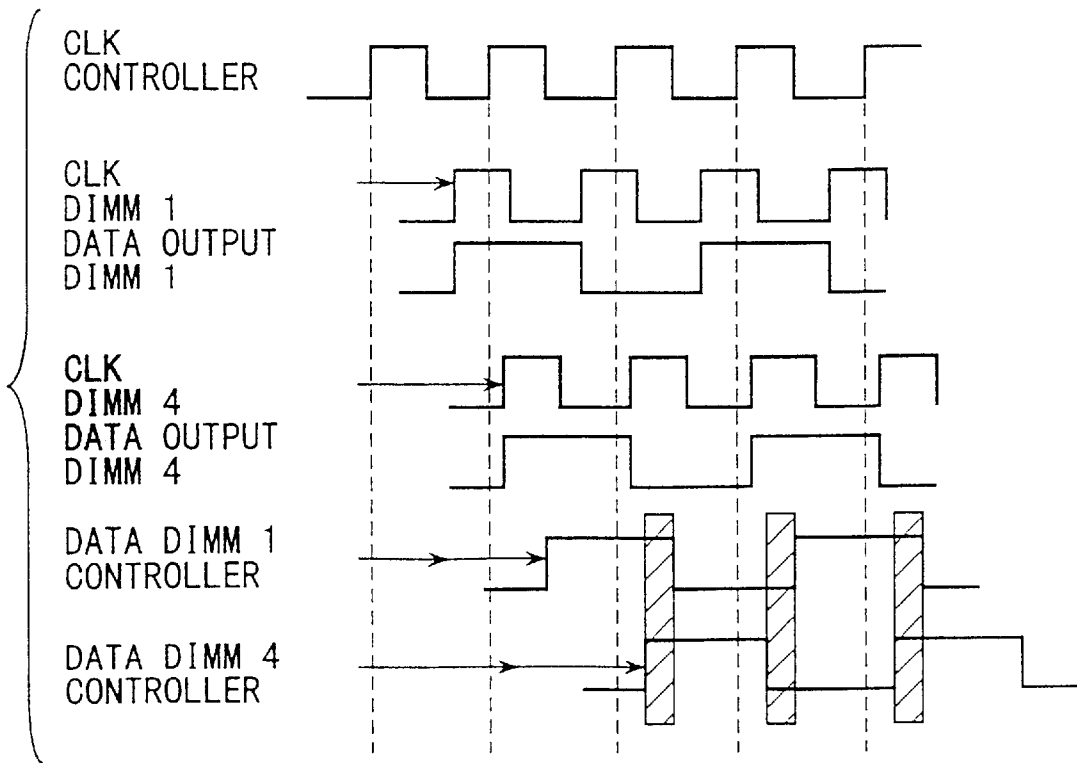 CLK
CONTROLLER
CLK
DIMM 1
DATA OUTPUT
DIMM 1
CLK
DIMM 4
DATA OUTPUT
DIMM 4
DATA DIMM 1
CONTROLLER
DATA DIMM 4
CONTROLLER